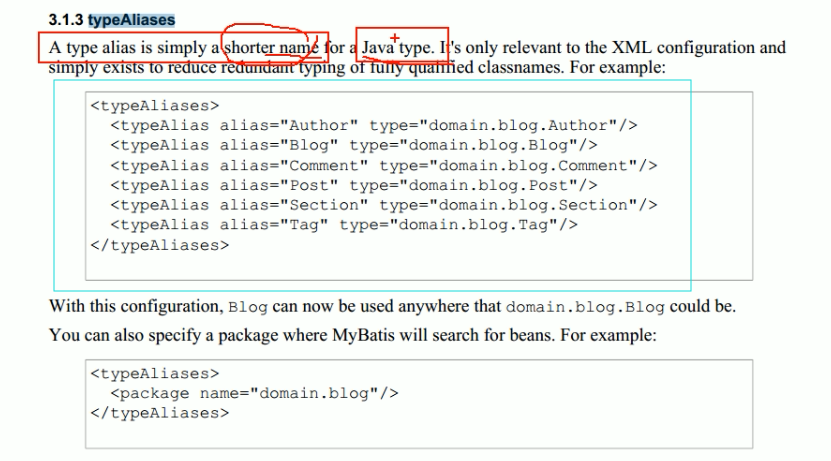 3.1.3 typeAliases
A type alias is simply a shorter name for a Java type. It's only relevant to the XML configuration and
simply exists to reduce redundant typing of fully qualified classnames. For example:
<typeAliases>
<typeAlias alias="Author" type="domain.blog.Author"/>
<typeAlias alias="Blog" type="domain.blog.Blog"/>
<typeAlias alias="Comment" type="domain.blog.Comment"/>
<typeAlias alias="Post" type="domain.blog.Post"/>
<typeAlias alias="Section" type="domain.blog.Section"/>
<typeAlias alias="Tag" type="domain.blog.Tag"/>
</typeAliases>
With this configuration, Blog can now be used anywhere that domain.blog.Blog could be.
You can also specify a package where MyBatis will search for beans. For example:
<typeAliases>
<package name="domain.blog"/>
</typeAliases>